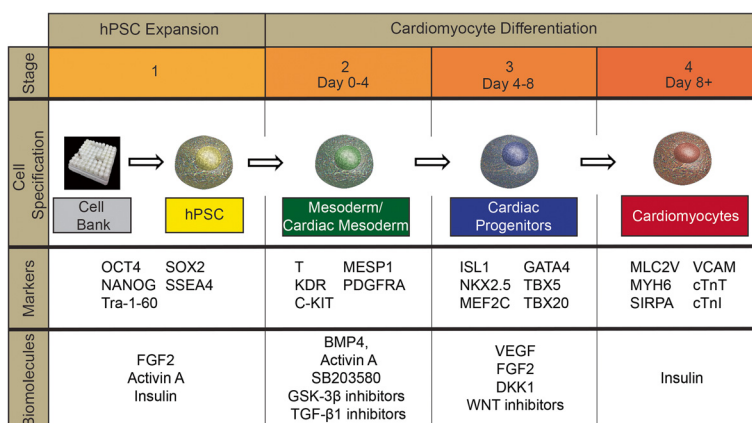 hPSC Expansion
Cardiomyocyte Differentiation
Stage
1
2
Day 0-4
3
Day 4-8
4
Day 8+
Cell
Specification
Cell
Bank
hPSC
Mesoderm/
Cardiac Mesoderm
Cardiac
Progenitors
Cardiomyocytes
Markers
OCT4 SOX2
NANOG SSEA4
Tra-1-60
T MESP1
KDR PDGFRA
C-KIT
ISL1 GATA4
NKX2.5 TBX5
MEF2C TBX20
MLC2V VCAM
MYH6 cTnT
SIRPA cTnI
Biomolecules
FGF2
Activin A
Insulin
BMP4,
Activin A
SB203580
GSK-3β inhibitors
TGF-β1 inhibitors
VEGF
FGF2
DKK1
WNT inhibitors
Insulin